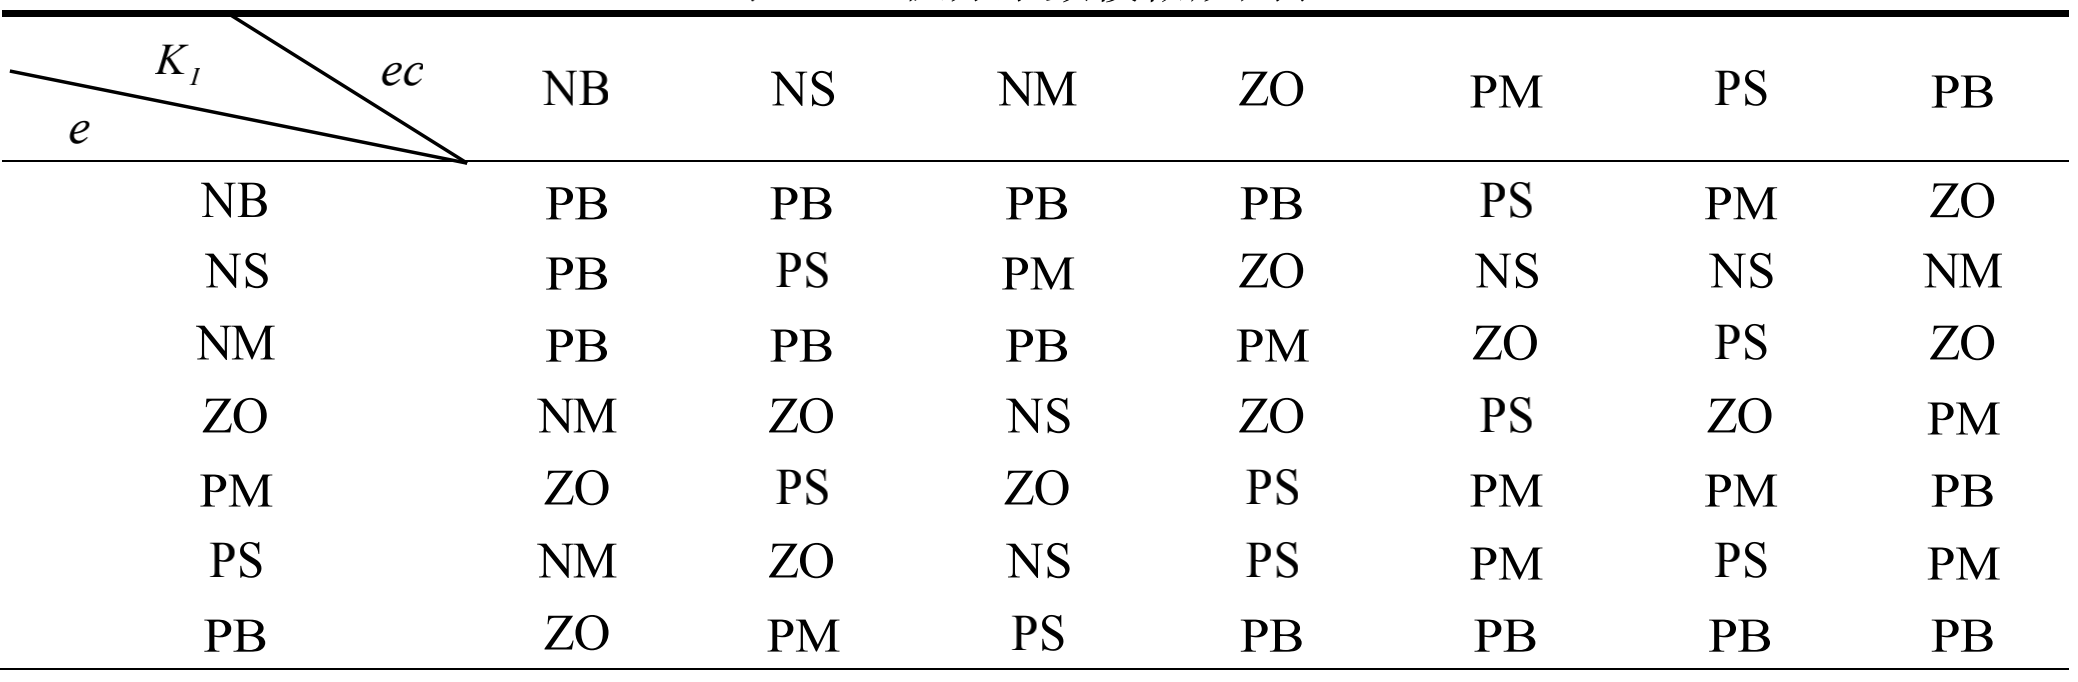 K_I ec NB NS NM ZO PM PS PB
e
NB PB PB PB PB PS PM ZO
NS PB PS PM ZO NS NS NM
NM PB PB PB PM ZO PS ZO
ZO NM ZO NS ZO PS ZO PM
PM ZO PS ZO PS PM PM PB
PS NM ZO NS PS PM PS PM
PB ZO PM PS PB PB PB PB